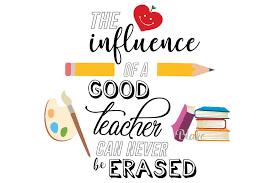 THE
influence
OF A
GOOD
teacher
CAN NEVER
be ERASED